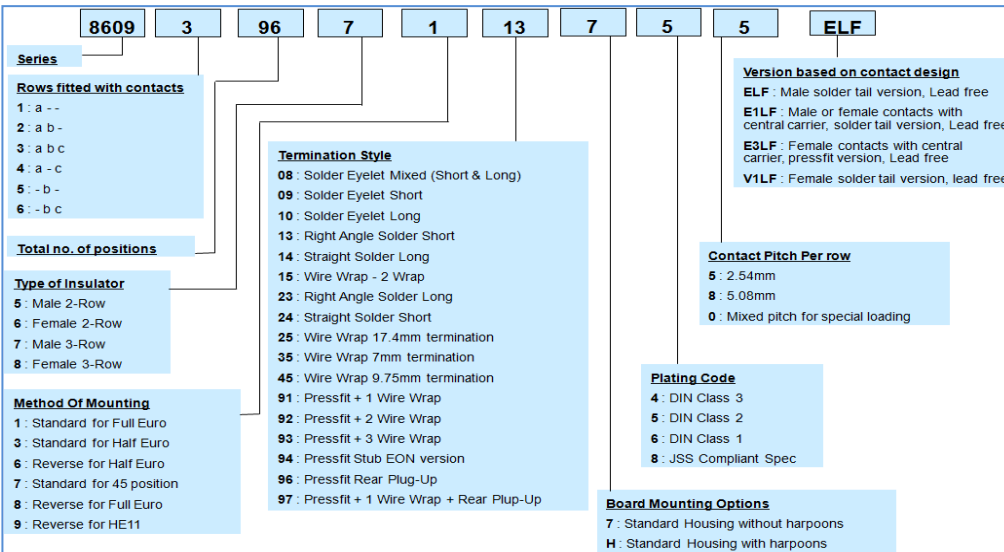 8609 3 96 7 1 13 7 5 5 ELF
Series
Rows fitted with contacts
1 : a - -
2 : a b -
3 : a b c
4 : a - c
5 : - b -
6 : - b c
Total no. of positions
Type of Insulator
5 : Male 2-Row
6 : Female 2-Row
7 : Male 3-Row
8 : Female 3-Row
Method Of Mounting
1 : Standard for Full Euro
3 : Standard for Half Euro
6 : Reverse for Half Euro
7 : Standard for 45 position
8 : Reverse for Full Euro
9 : Reverse for HE11
Termination Style
08 : Solder Eyelet Mixed (Short & Long)
09 : Solder Eyelet Short
10 : Solder Eyelet Long
13 : Right Angle Solder Short
14 : Straight Solder Long
15 : Wire Wrap - 2 Wrap
23 : Right Angle Solder Long
24 : Straight Solder Short
25 : Wire Wrap 17.4mm termination
35 : Wire Wrap 7mm termination
45 : Wire Wrap 9.75mm termination
91 : Pressfit + 1 Wire Wrap
92 : Pressfit + 2 Wire Wrap
93 : Pressfit + 3 Wire Wrap
94 : Pressfit Stub EON version
96 : Pressfit Rear Plug-Up
97 : Pressfit + 1 Wire Wrap + Rear Plup-Up
Board Mounting Options
7 : Standard Housing without harpoons
H : Standard Housing with harpoons
Plating Code
4 : DIN Class 3
5 : DIN Class 2
6 : DIN Class 1
8 : JSS Compliant Spec
Contact Pitch Per row
5 : 2.54mm
8 : 5.08mm
0 : Mixed pitch for special loading
Version based on contact design
ELF : Male solder tail version, Lead free
E1LF : Male or female contacts with
central carrier, solder tail version, Lead free
E3LF : Female contacts with central
carrier, pressfit version, Lead free
V1LF : Female solder tail version, lead free